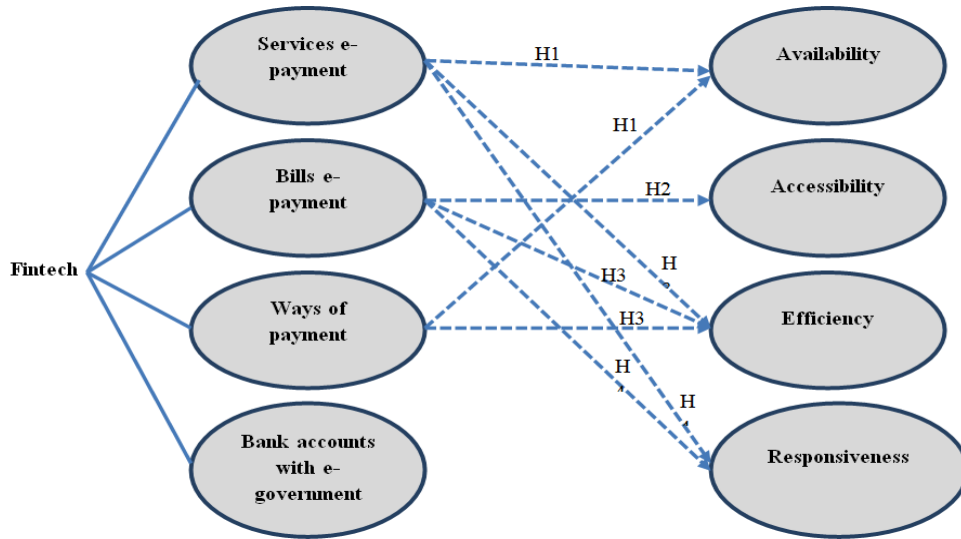 Services e-
payment
Availability
H1
H1
Bills e-
payment
H2
Accessibility
Fintech
H
H3
Ways of
payment
H3
Efficiency
H
H
Bank accounts
with e-
government
Responsiveness